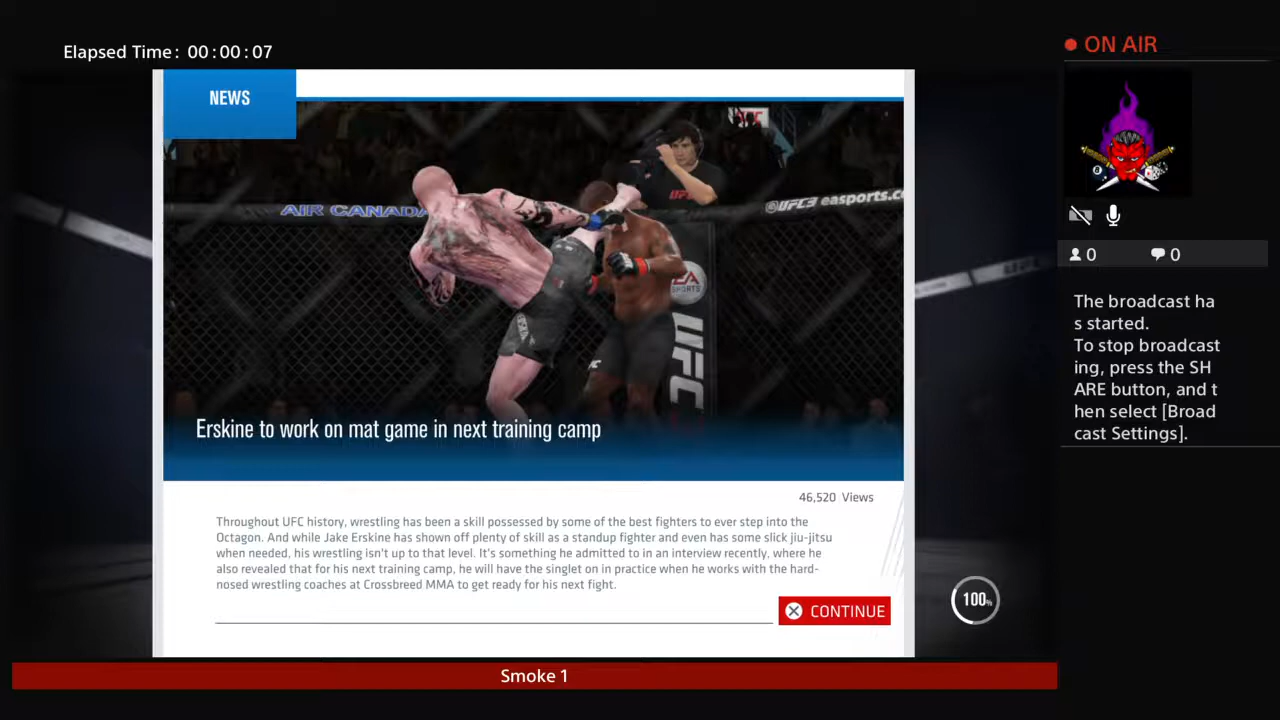 Elapsed Time: 00:00:07
ON AIR
NEWS
AIR CANADA
UFC3 easports.c
UFC
EA
SPORTS
UFC
0 0
The broadcast ha
s started.
To stop broadcast
ing, press the SH
ARE button, and t
hen select [Broad
cast Settings].
Erskine to work on mat game in next training camp
46,520 Views
Throughout UFC history, wrestling has been a skill possessed by some of the best fighters to ever step into the
Octagon. And while Jake Erskine has shown off plenty of skill as a standup fighter and even has some slick jiu-jitsu
when needed, his wrestling isn't up to that level. It's something he admitted to in an interview recently, where he
also revealed that for his next training camp, he will have the singlet on in practice when he works with the hard-
nosed wrestling coaches at Crossbreed MMA to get ready for his next fight.
CONTINUE
100%
Smoke 1